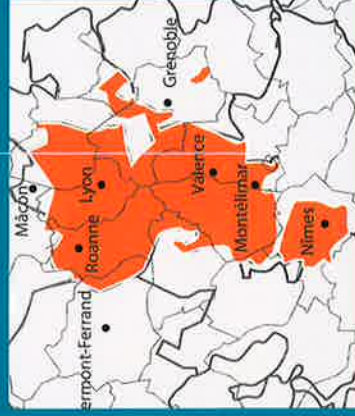 Mâcon
Roanne
Lyon
ermont-Ferrand
Grenoble
Valence
Montélimar
Nîmes